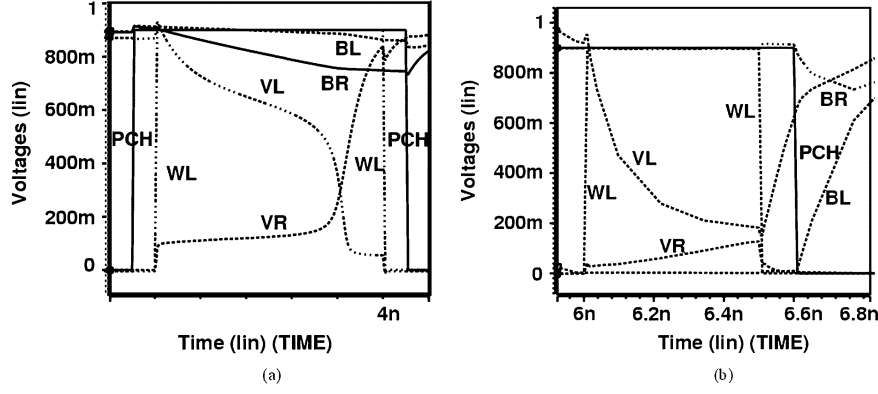 1
800m
600m
400m
200m
0
Voltages (lin)
BL
BR
VL
PCH
WL
WL
PCH
VR
4n
Time (lin) (TIME)
(a)
1
800m
600m
400m
200m
0
Voltages (lin)
WL
BR
VL
PCH
WL
BL
VR
6n
6.2n
6.4n
6.6n
6.8n
Time (lin) (TIME)
(b)